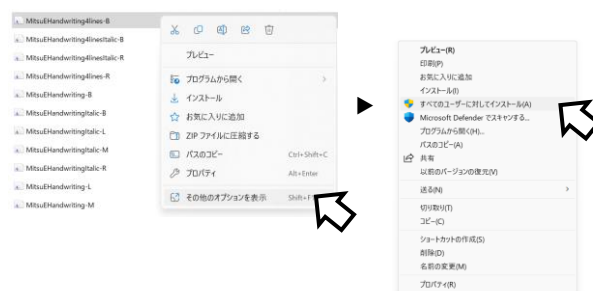 MitsuEHandwriting4lines-B
MitsuEHandwriting4linesItalic-B
MitsuEHandwriting4linesItalic-R
MitsuEHandwriting4lines-R
MitsuEHandwriting-B
MitsuEHandwritingItalic-B
MitsuEHandwritingItalic-L
MitsuEHandwritingItalic-M
MitsuEHandwritingItalic-R
MitsuEHandwriting-L
MitsuEHandwriting-M
プレビュー
プログラムから開く
インストール
お気に入りに追加
ZIP ファイルに圧縮する
パスのコピー Ctrl+Shift+C
プロパティ Alt+Enter
その他のオプションを表示 Shift+
プレビュー(R)
印刷(P)
お気に入りに追加
インストール(I)
すべてのユーザーに対してインストール(A)
Microsoft Defender でスキャンする...
プログラムから開く(H)...
パスのコピー(A)
共有
以前のバージョンの復元(V)
送る(N)
切り取り(T)
コピー(C)
ショートカットの作成(S)
削除(D)
名前の変更(M)
プロパティ(R)